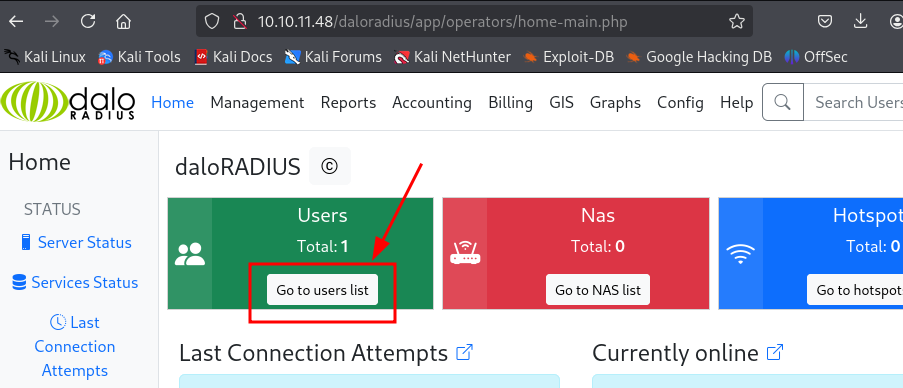 10.10.11.48/daloradius/app/operators/home-main.php
Kali Linux Kali Tools Kali Docs Kali Forums Kali NetHunter Exploit-DB Google Hacking DB OffSec
dalo RADIUS Home Management Reports Accounting Billing GIS Graphs Config Help Search Users
Home
STATUS
Server Status
Services Status
Last
Connection
Attempts
daloRADIUS ©
Users Nas Hotspot
Total: 1 Total: 0 Total: 0
Go to users list Go to NAS list Go to hotspots
Last Connection Attempts Currently online